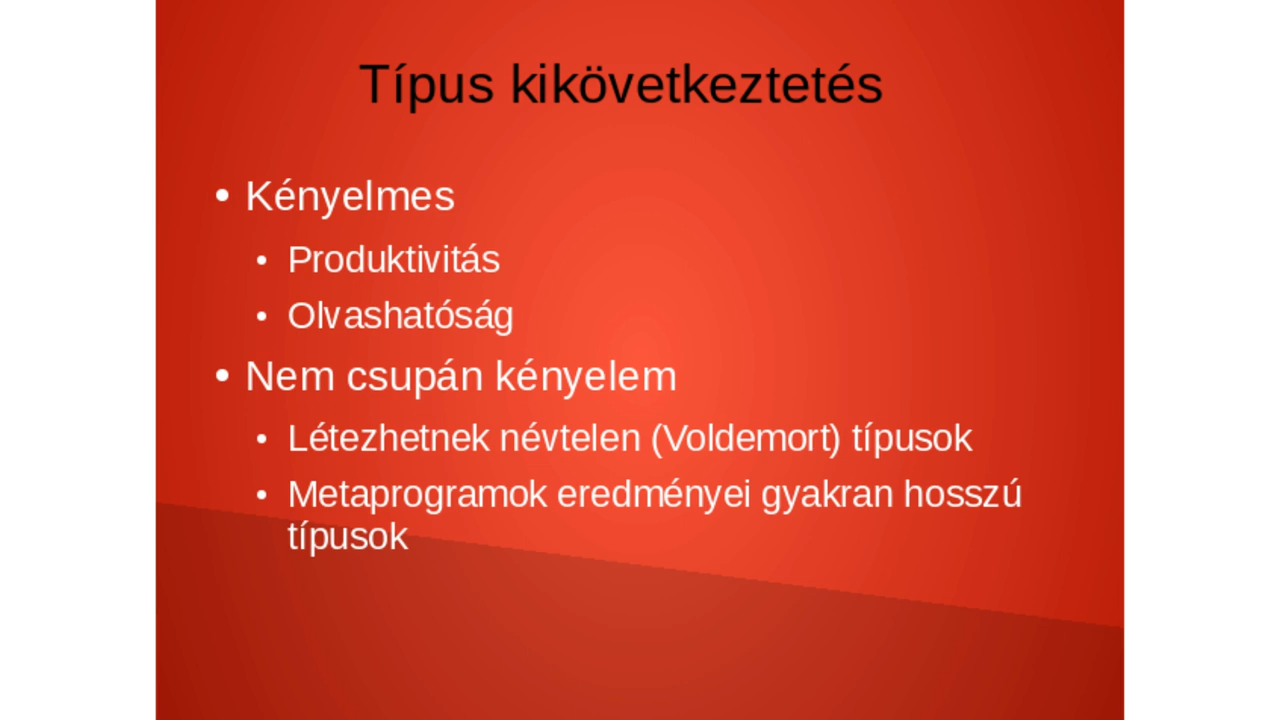 Típus kikövetkeztetés
• Kényelmes
• Produktivitás
• Olvashatóság
• Nem csupán kényelem
• Létezhetnek névtelen (Voldemort) típusok
• Metaprogramok eredményei gyakran hosszú
típusok